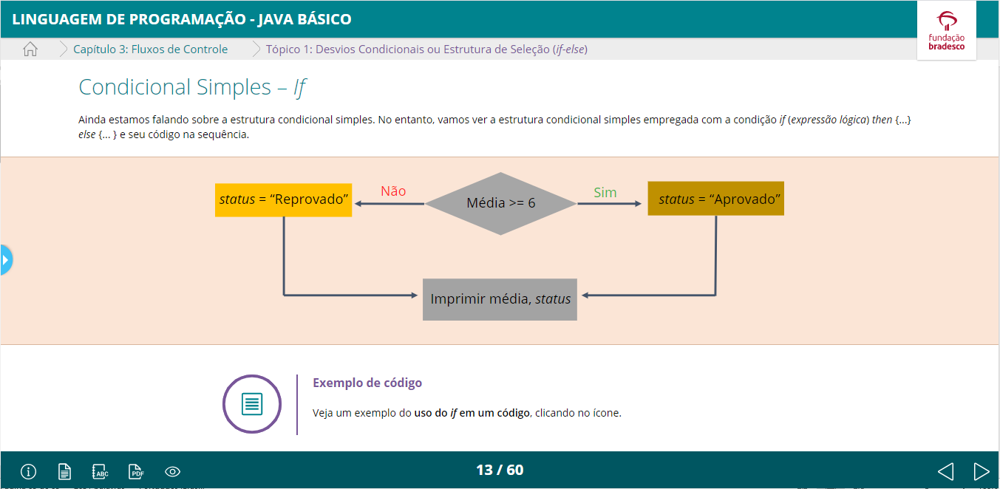 LINGUAGEM DE PROGRAMAÇÃO - JAVA BÁSICO
fundação
bradesco
Capítulo 3: Fluxos de Controle
Tópico 1: Desvios Condicionais ou Estrutura de Seleção (if-else)
Condicional Simples – If
Ainda estamos falando sobre a estrutura condicional simples. No entanto, vamos ver a estrutura condicional simples empregada com a condição if (expressão lógica) then {...}
else {... } e seu código na sequência.
status = “Reprovado”
Não
Média >= 6
Sim
status = “Aprovado”
Imprimir média, status
Exemplo de código
Veja um exemplo do uso do if em um código, clicando no ícone.
ABC
PDF
13 / 60